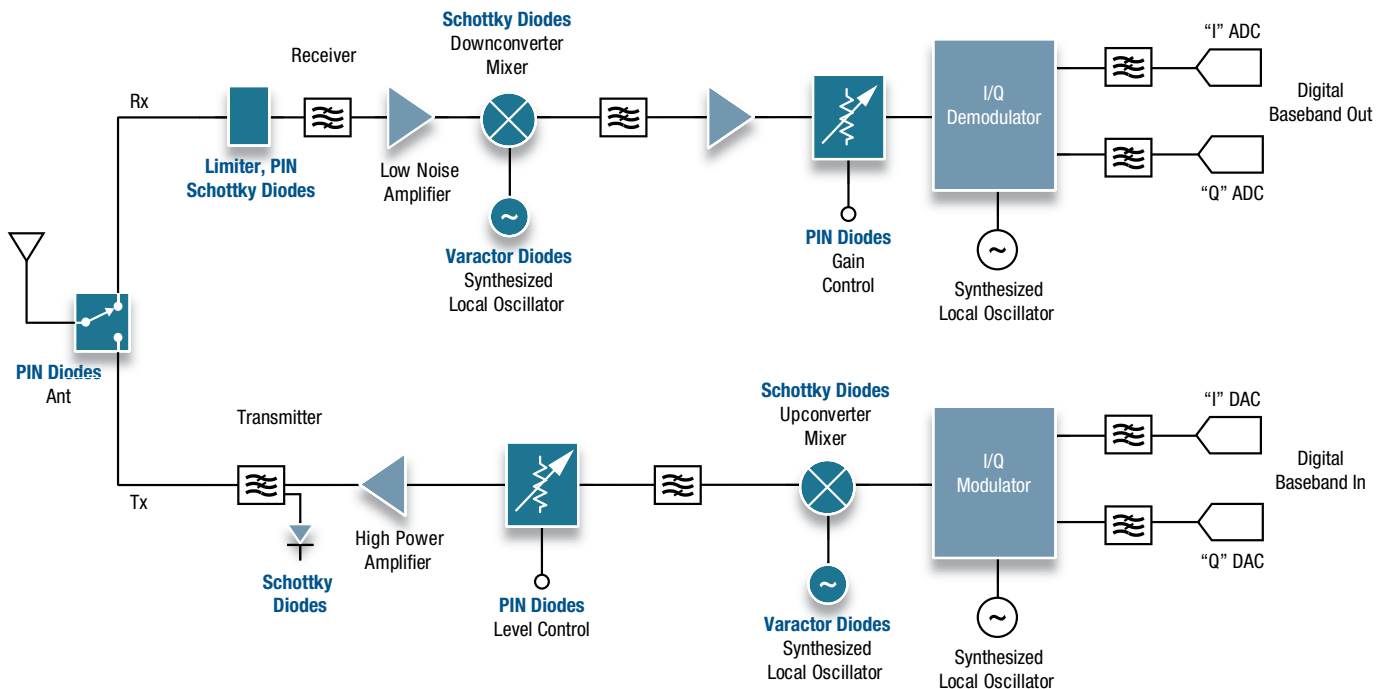 Schottky Diodes
Downconverter
Mixer
Receiver
Rx
Limiter, PIN
Schottky Diodes
Low Noise
Amplifier
Varactor Diodes
Synthesized
Local Oscillator
PIN Diodes
Gain
Control
I/Q
Demodulator
Synthesized
Local Oscillator
“I” ADC
Digital
Baseband Out
“Q” ADC
PIN Diodes
Ant
Transmitter
Tx
Schottky
Diodes
High Power
Amplifier
PIN Diodes
Level Control
Schottky Diodes
Upconverter
Mixer
Varactor Diodes
Synthesized
Local Oscillator
I/Q
Modulator
Synthesized
Local Oscillator
“I” DAC
Digital
Baseband In
“Q” DAC